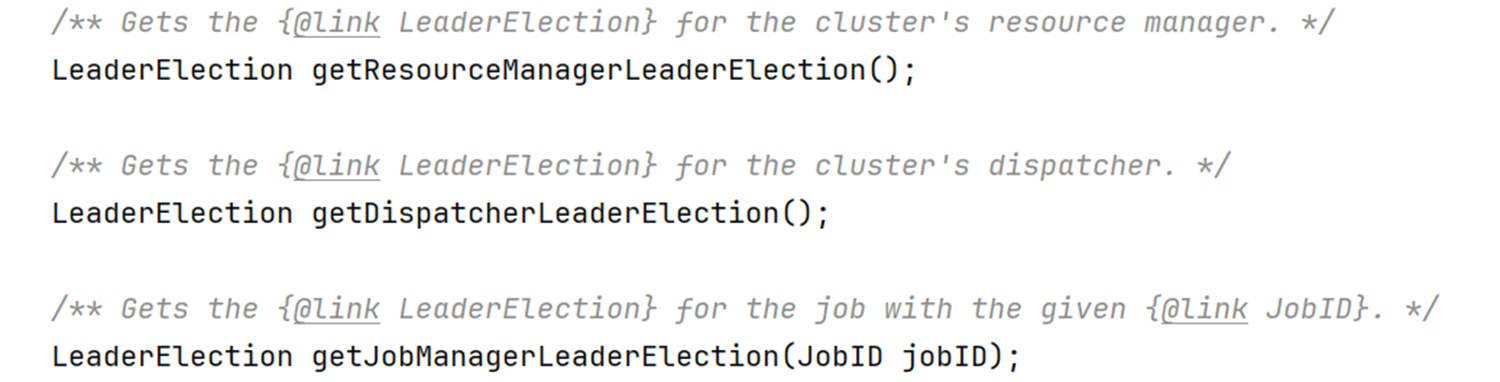 /** Gets the {@link LeaderElection} for the cluster's resource manager. */
LeaderElection getResourceManagerLeaderElection();
/** Gets the {@link LeaderElection} for the cluster's dispatcher. */
LeaderElection getDispatcherLeaderElection();
/** Gets the {@link LeaderElection} for the job with the given {@link JobID}. */
LeaderElection getJobManagerLeaderElection(JobID jobID);